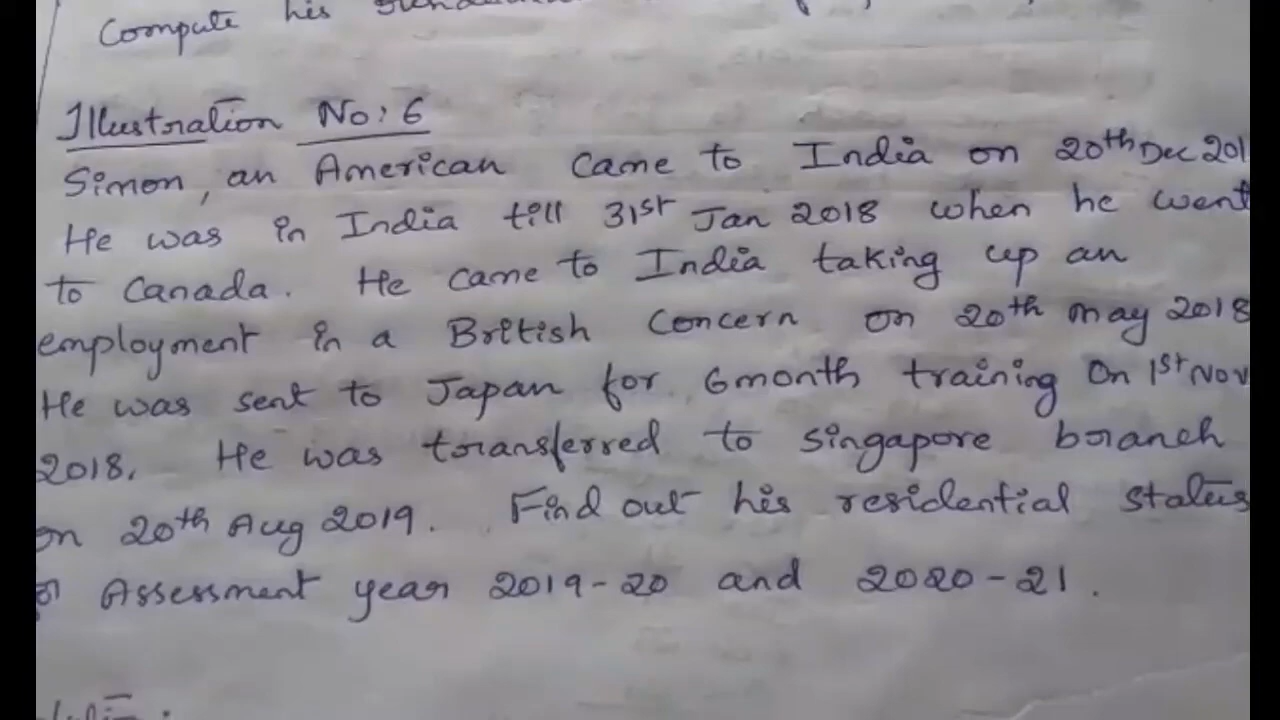 Compute his
Illustration No: 6
Simon, an American came to India on 20th Dec 201
He was in India till 31st Jan 2018 when he went
to Canada. He came to India taking up an
employment in a British Concern on 20th may 2018
He was sent to Japan for 6month training On 1st Nov
2018. He was transferred to singapore branch
on 20th Aug 2019. Find out his residential status
Assessment year 2019-20 and 2020-21.